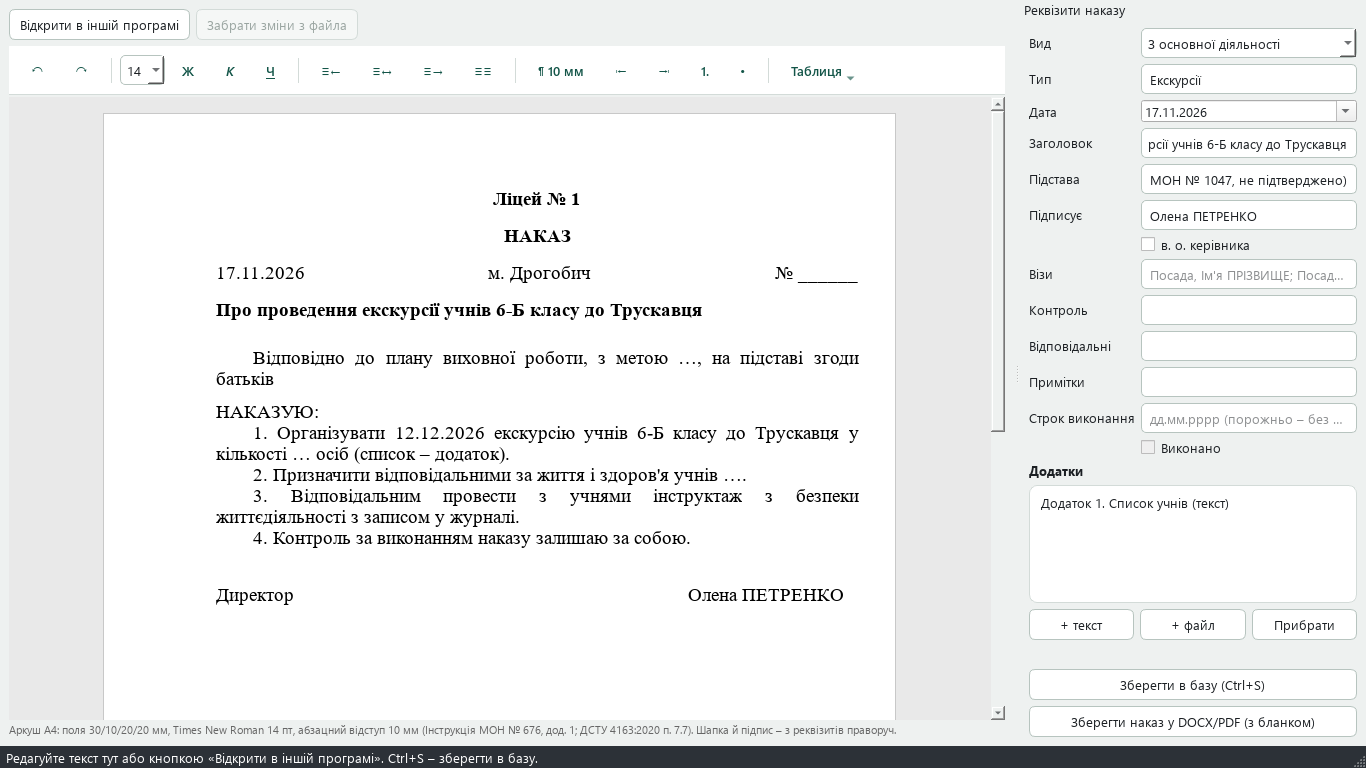 Відкрити в іншій програмі
Забрати зміни з файла
14
Ж
К
Ч
¶ 10 мм
1.
•
Таблиця
Ліцей № 1
НАКАЗ
17.11.2026 м. Дрогобич № ______
Про проведення екскурсії учнів 6-Б класу до Трускавця
Відповідно до плану виховної роботи, з метою …, на підставі згоди
батьків
НАКАЗУЮ:
1. Організувати 12.12.2026 екскурсію учнів 6-Б класу до Трускавця у
кількості … осіб (список – додаток).
2. Призначити відповідальними за життя і здоров'я учнів ….
3. Відповідальним провести з учнями інструктаж з безпеки
життєдіяльності з записом у журналі.
4. Контроль за виконанням наказу залишаю за собою.
Директор Олена ПЕТРЕНКО
Аркуш А4: поля 30/10/20/20 мм, Times New Roman 14 пт, абзацний відступ 10 мм (Інструкція МОН № 676, дод. 1; ДСТУ 4163:2020 п. 7.7). Шапка й підпис – з реквізитів праворуч.
Реквізити наказу
Вид З основної діяльності
Тип Екскурсії
Дата 17.11.2026
Заголовок рсії учнів 6-Б класу до Трускавця
Підстава МОН № 1047, не підтверджено)
Підписує Олена ПЕТРЕНКО
в. о. керівника
Візи Посада, Ім'я ПРІЗВИЩЕ; Посад…
Контроль
Відповідальні
Примітки
Строк виконання дд.мм.рррр (порожньо – без …
Виконано
Додатки
Додаток 1. Список учнів (текст)
+ текст
+ файл
Прибрати
Зберегти в базу (Ctrl+S)
Зберегти наказ у DOCX/PDF (з бланком)
Редагуйте текст тут або кнопкою «Відкрити в іншій програмі». Ctrl+S – зберегти в базу.